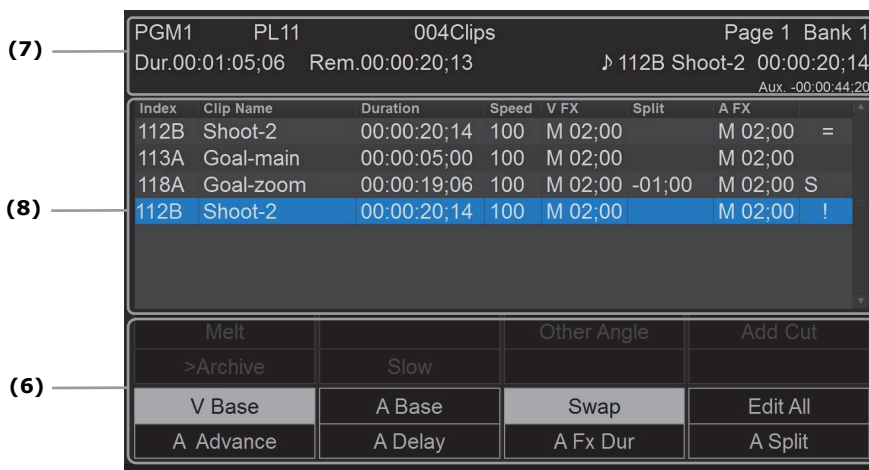 PGM1 PL11 004Clips Page 1 Bank 1
(7)
Dur.00:01:05;06 Rem.00:00:20;13 ♪112B Shoot-2 00:00:20;14
Aux. -00:00:44;20
Index Clip Name Duration Speed V FX Split A FX
112B Shoot-2 00:00:20;14 100 M 02;00 M 02;00 =
113A Goal-main 00:00:05;00 100 M 02;00 M 02;00
118A Goal-zoom 00:00:19;06 100 M 02;00 -01;00 M 02;00 S
(8)
112B Shoot-2 00:00:20;14 100 M 02;00 M 02;00 !
Melt Other Angle Add Cut
>Archive Slow
(6)
V Base A Base Swap Edit All
A Advance A Delay A Fx Dur A Split